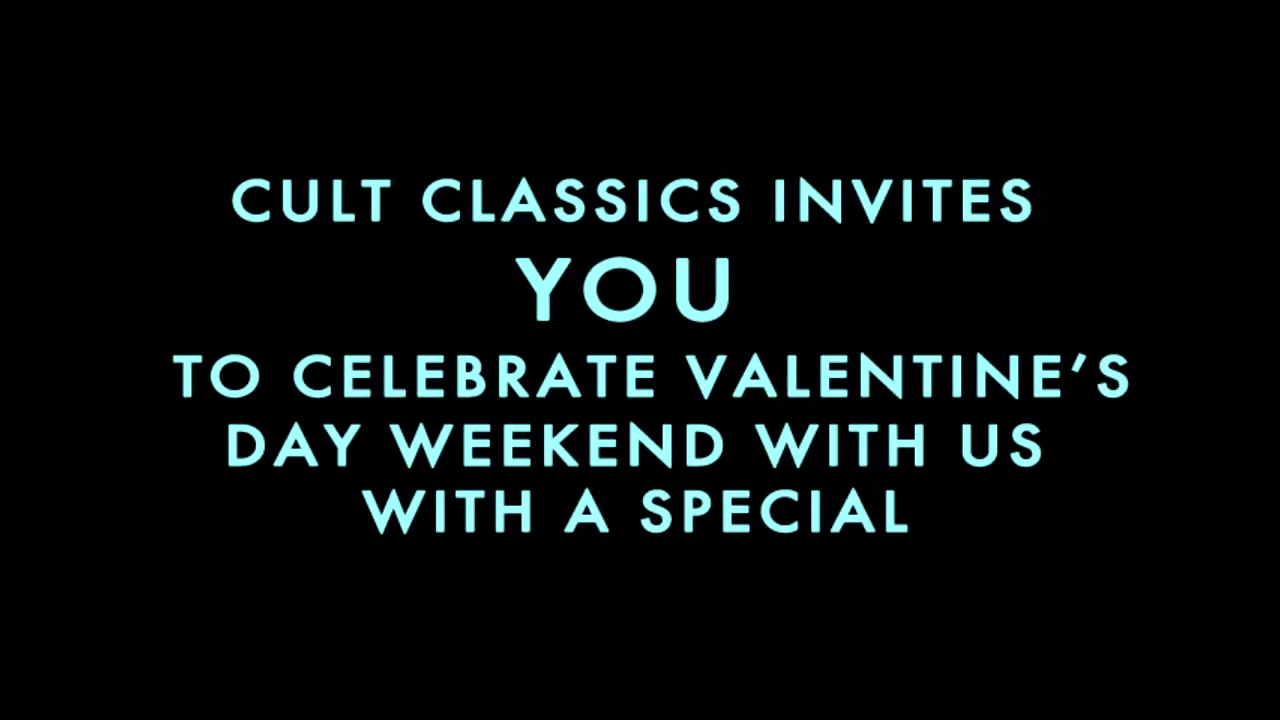 CULT CLASSICS INVITES
YOU
TO CELEBRATE VALENTINE’S
DAY WEEKEND WITH US
WITH A SPECIAL